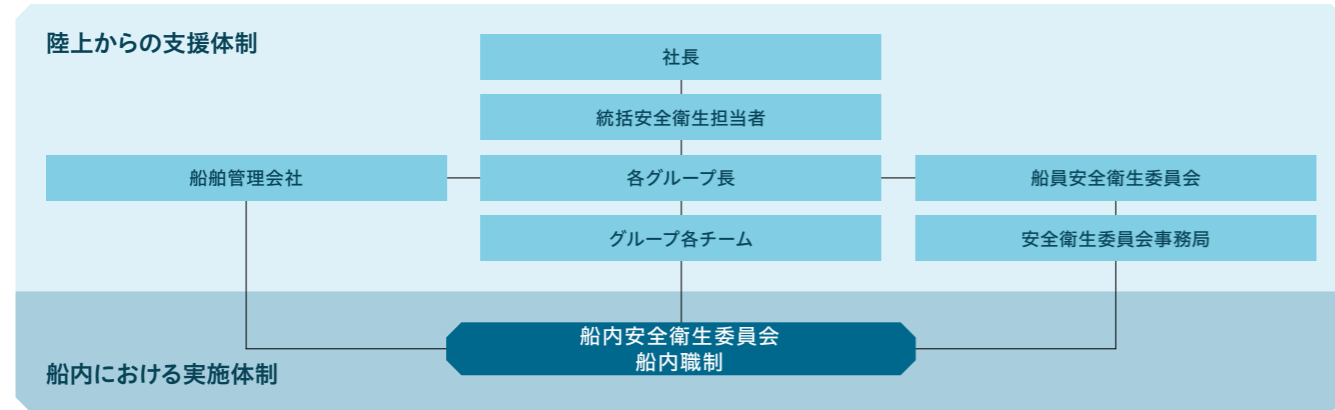 陸上からの支援体制
社長
統括安全衛生担当者
船舶管理会社
各グループ長
船員安全衛生委員会
グループ各チーム
安全衛生委員会事務局
船内安全衛生委員会
船内職制
船内における実施体制